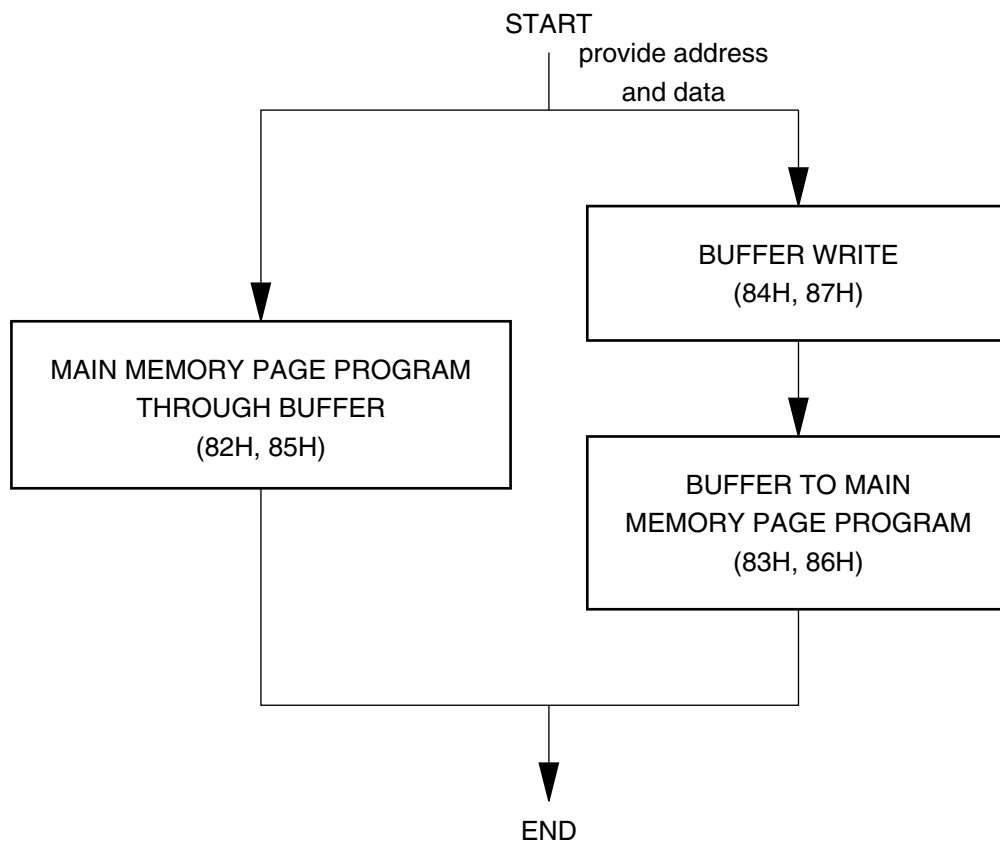 START
provide address
and data
BUFFER WRITE
(84H, 87H)
MAIN MEMORY PAGE PROGRAM
THROUGH BUFFER
(82H, 85H)
BUFFER TO MAIN
MEMORY PAGE PROGRAM
(83H, 86H)
END